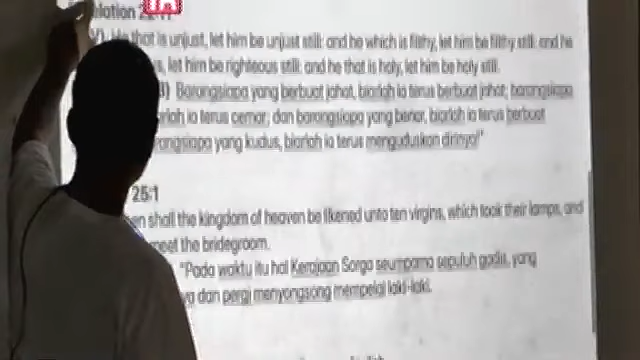 elation 22:11
He that is unjust, let him be unjust still: and he which is filthy, let him be filthy still: and he
s, let him be righteous still: and he that is holy, let him be holy still.
Barangsiapa yang berbuat jahat, biarlah ia terus berbuat jahat; barangsiapa
arlah ia terus cemar; dan barangsiapa yang benar, biarlah ia terus berbuat
rangsiapa yang kudus, biarlah ia terus menguduskan dirinya!"
25:1
en shall the kingdom of heaven be likened unto ten virgins, which took their lamps, and
meet the bridegroom.
"Pada waktu itu hal Kerajaan Sorga seumpama sepuluh gadis, yang
ya dan pergi menyongsong mempelai laki-laki.